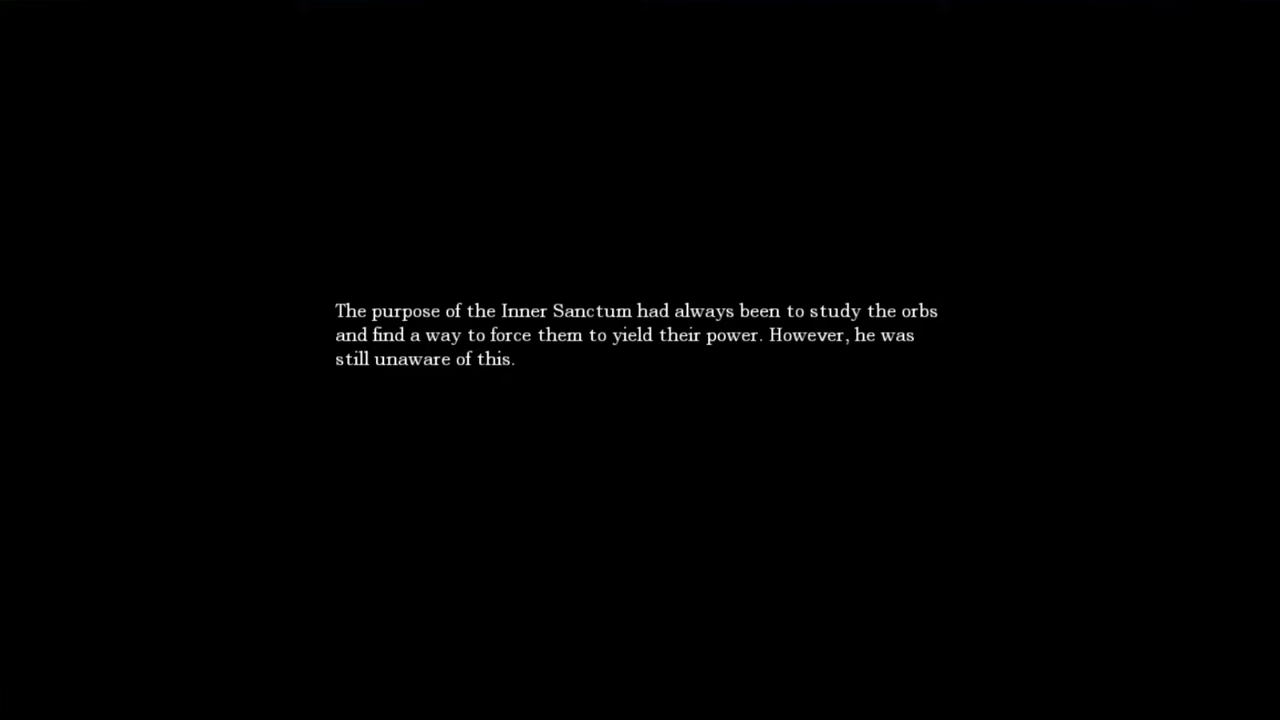 The purpose of the Inner Sanctum had always been to study the orbs
and find a way to force them to yield their power. However, he was
still unaware of this.